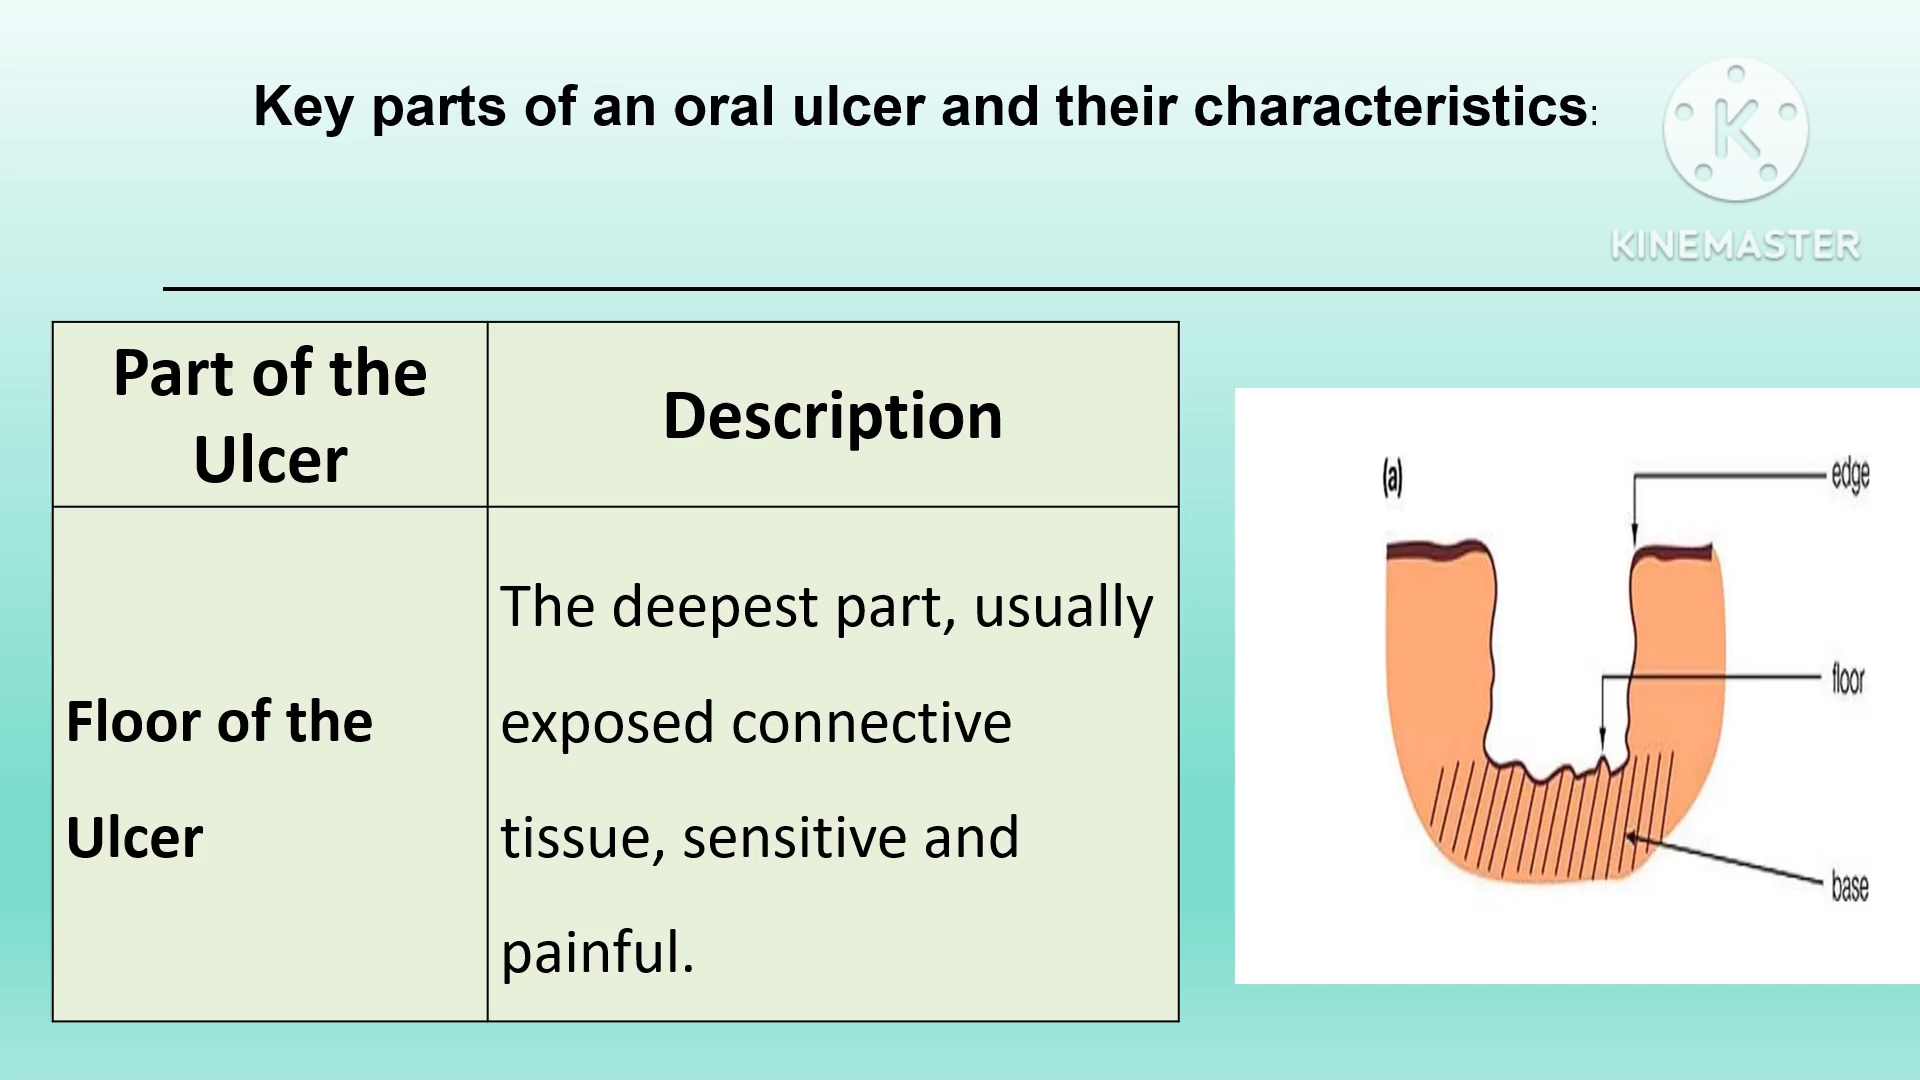 Key parts of an oral ulcer and their characteristics:
K
KINEMASTER
Part of the
Ulcer
Description
Floor of the
Ulcer
The deepest part, usually
exposed connective
tissue, sensitive and
painful.
(a)
edge
floor
base